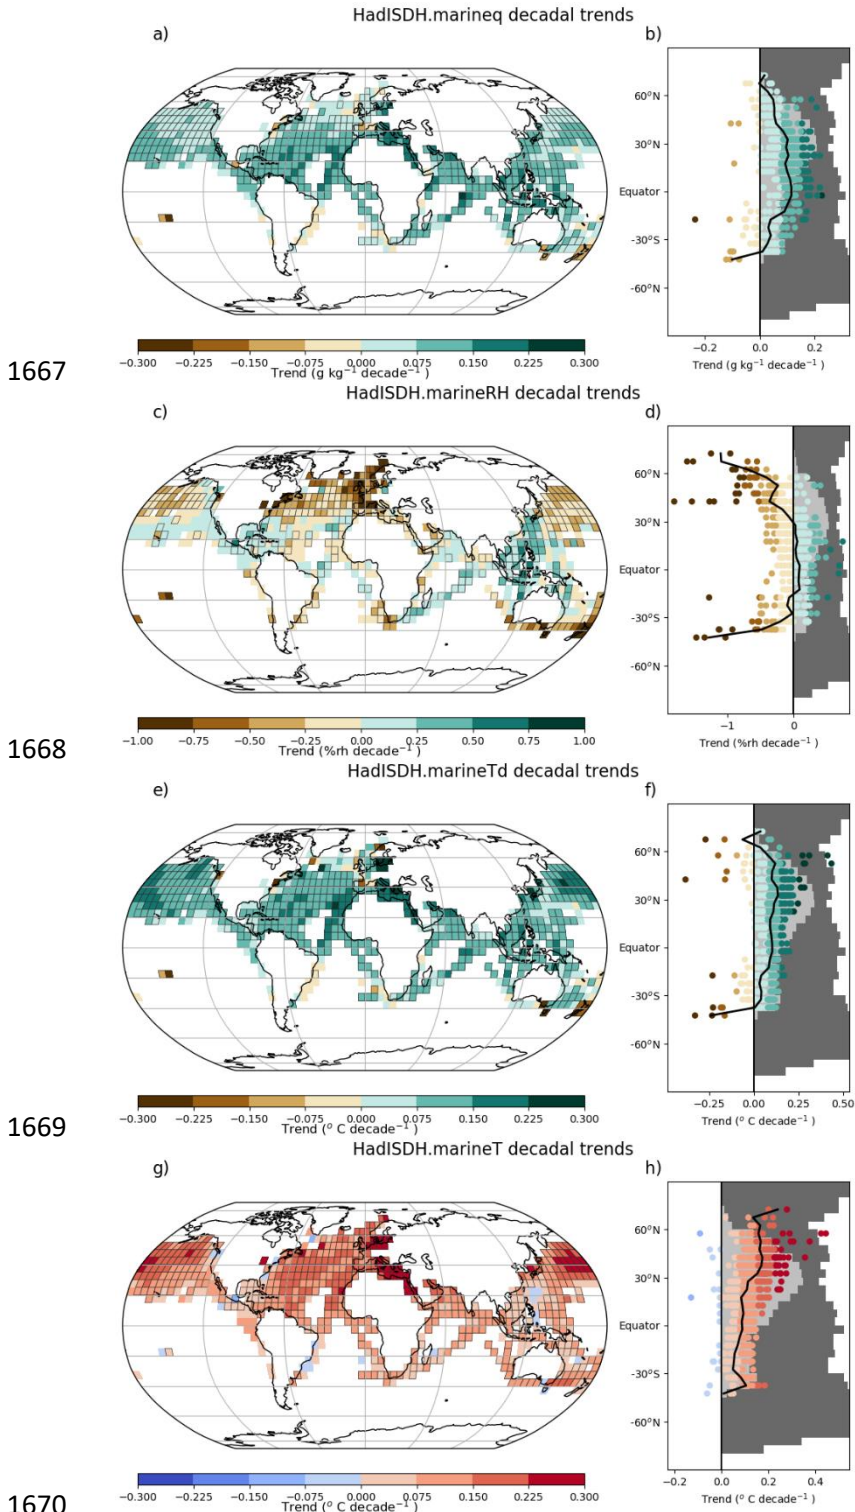 HadISDH.marineq decadal trends
a)
b)
60°N
30°N
Equator
-30°S
-60°N
−0.300 −0.225 −0.150 −0.075 0.000 0.075 0.150 0.225 0.300
Trend (g kg⁻¹ decade⁻¹ )
−0.2 0.0 0.2
Trend (g kg⁻¹ decade⁻¹ )
1667
HadISDH.marineRH decadal trends
c)
d)
60°N
30°N
Equator
-30°S
-60°N
−1.00 −0.75 −0.50 −0.25 0.00 0.25 0.50 0.75 1.00
Trend (%rh decade⁻¹ )
−1 0
Trend (%rh decade⁻¹ )
1668
HadISDH.marineTd decadal trends
e)
f)
60°N
30°N
Equator
-30°S
-60°N
−0.300 −0.225 −0.150 −0.075 0.000 0.075 0.150 0.225 0.300
Trend (° C decade⁻¹ )
−0.25 0.00 0.25 0.50
Trend (° C decade⁻¹ )
1669
HadISDH.marineT decadal trends
g)
h)
60°N
30°N
Equator
-30°S
-60°N
−0.300 −0.225 −0.150 −0.075 0.000 0.075 0.150 0.225 0.300
Trend (° C decade⁻¹ )
−0.2 0.0 0.2 0.4
Trend (° C decade⁻¹ )
1670